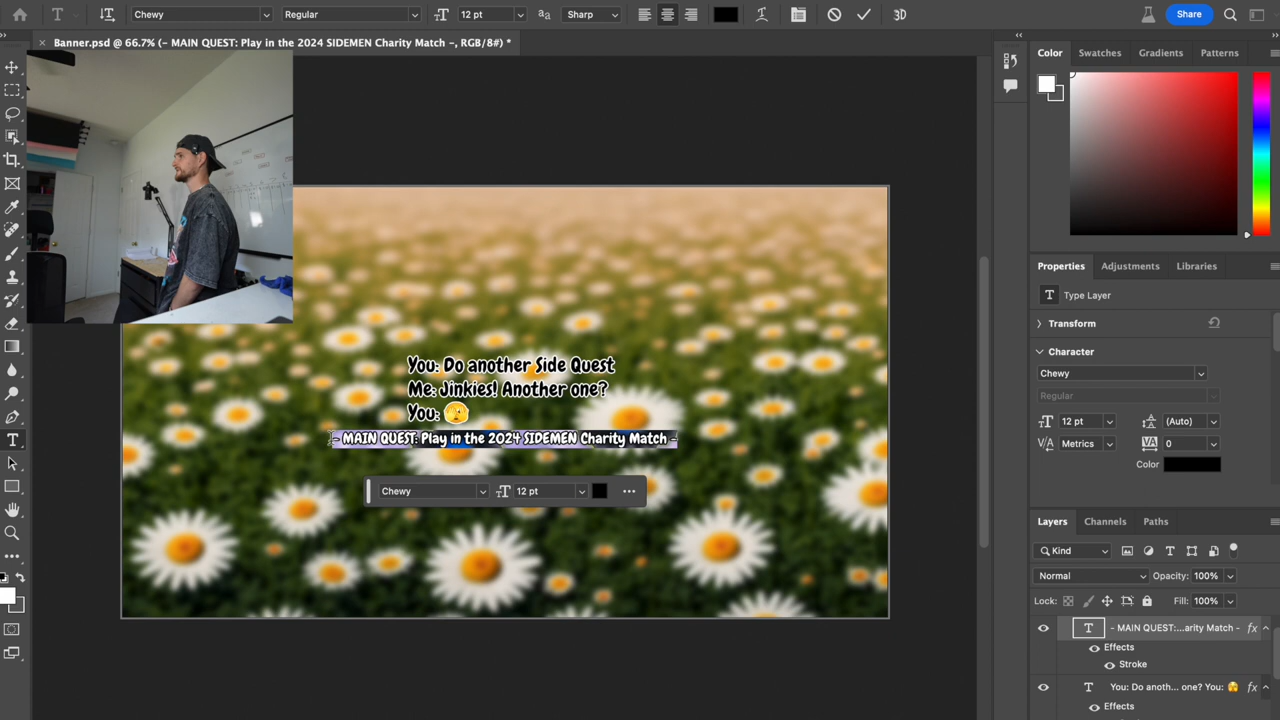 Chewy
Regular
12 pt
aa
Sharp
3D
Share
Banner.psd @ 66.7% (- MAIN QUEST: Play in the 2024 SIDEMEN Charity Match -, RGB/8#) *
Color
Swatches
Gradients
Patterns
You: Do another Side Quest
Me: Jinkies! Another one?
You: 🫣
- MAIN QUEST: Play in the 2024 SIDEMEN Charity Match -
Chewy
12 pt
Properties
Adjustments
Libraries
Type Layer
Transform
Character
Chewy
Regular
12 pt
(Auto)
Metrics
0
Color
Layers
Channels
Paths
Kind
Normal
Opacity: 100%
Lock:
Fill: 100%
- MAIN QUEST:...arity Match -
fx
Effects
Stroke
You: Do anoth... one? You: 🫣
fx
Effects